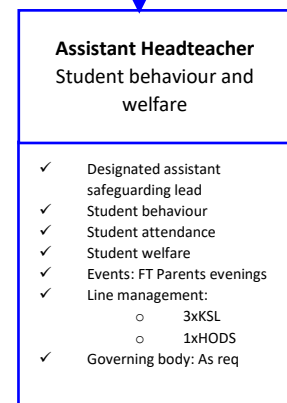 Assistant Headteacher
Student behaviour and
welfare
✓ Designated assistant
safeguarding lead
✓ Student behaviour
✓ Student attendance
✓ Student welfare
✓ Events: FT Parents evenings
✓ Line management:
o 3xKSL
o 1xHODS
✓ Governing body: As req